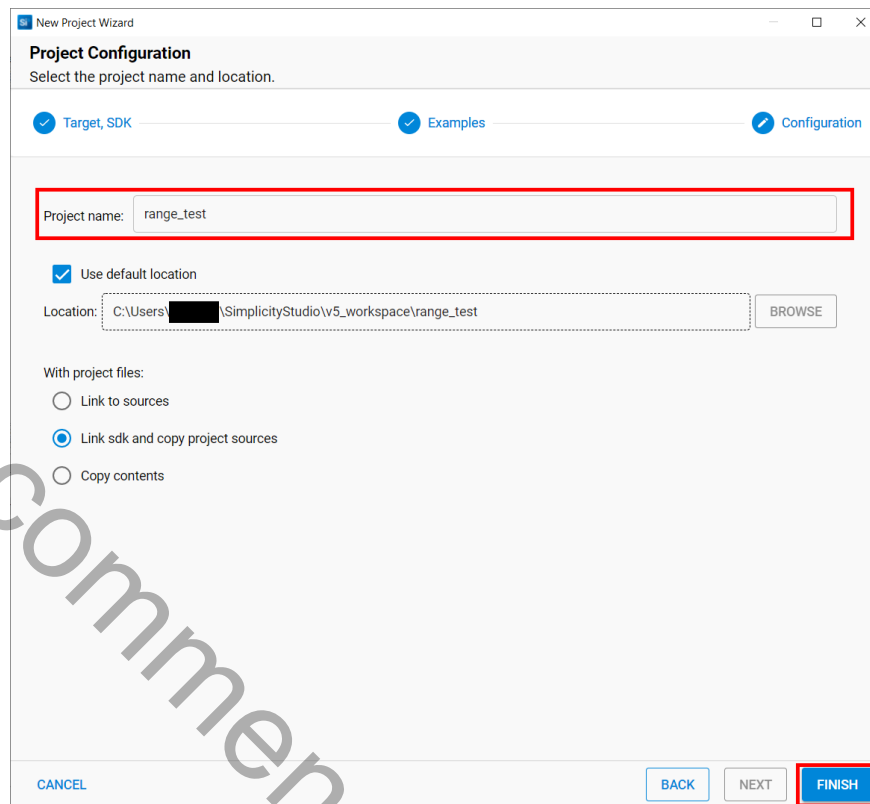 Si New Project Wizard
Project Configuration
Select the project name and location.
Target, SDK
Examples
Configuration
Project name: range_test
Use default location
Location: C:\Users\ \SimplicityStudio\v5_workspace\range_test
BROWSE
With project files:
Link to sources
Link sdk and copy project sources
Copy contents
CANCEL
BACK
NEXT
FINISH